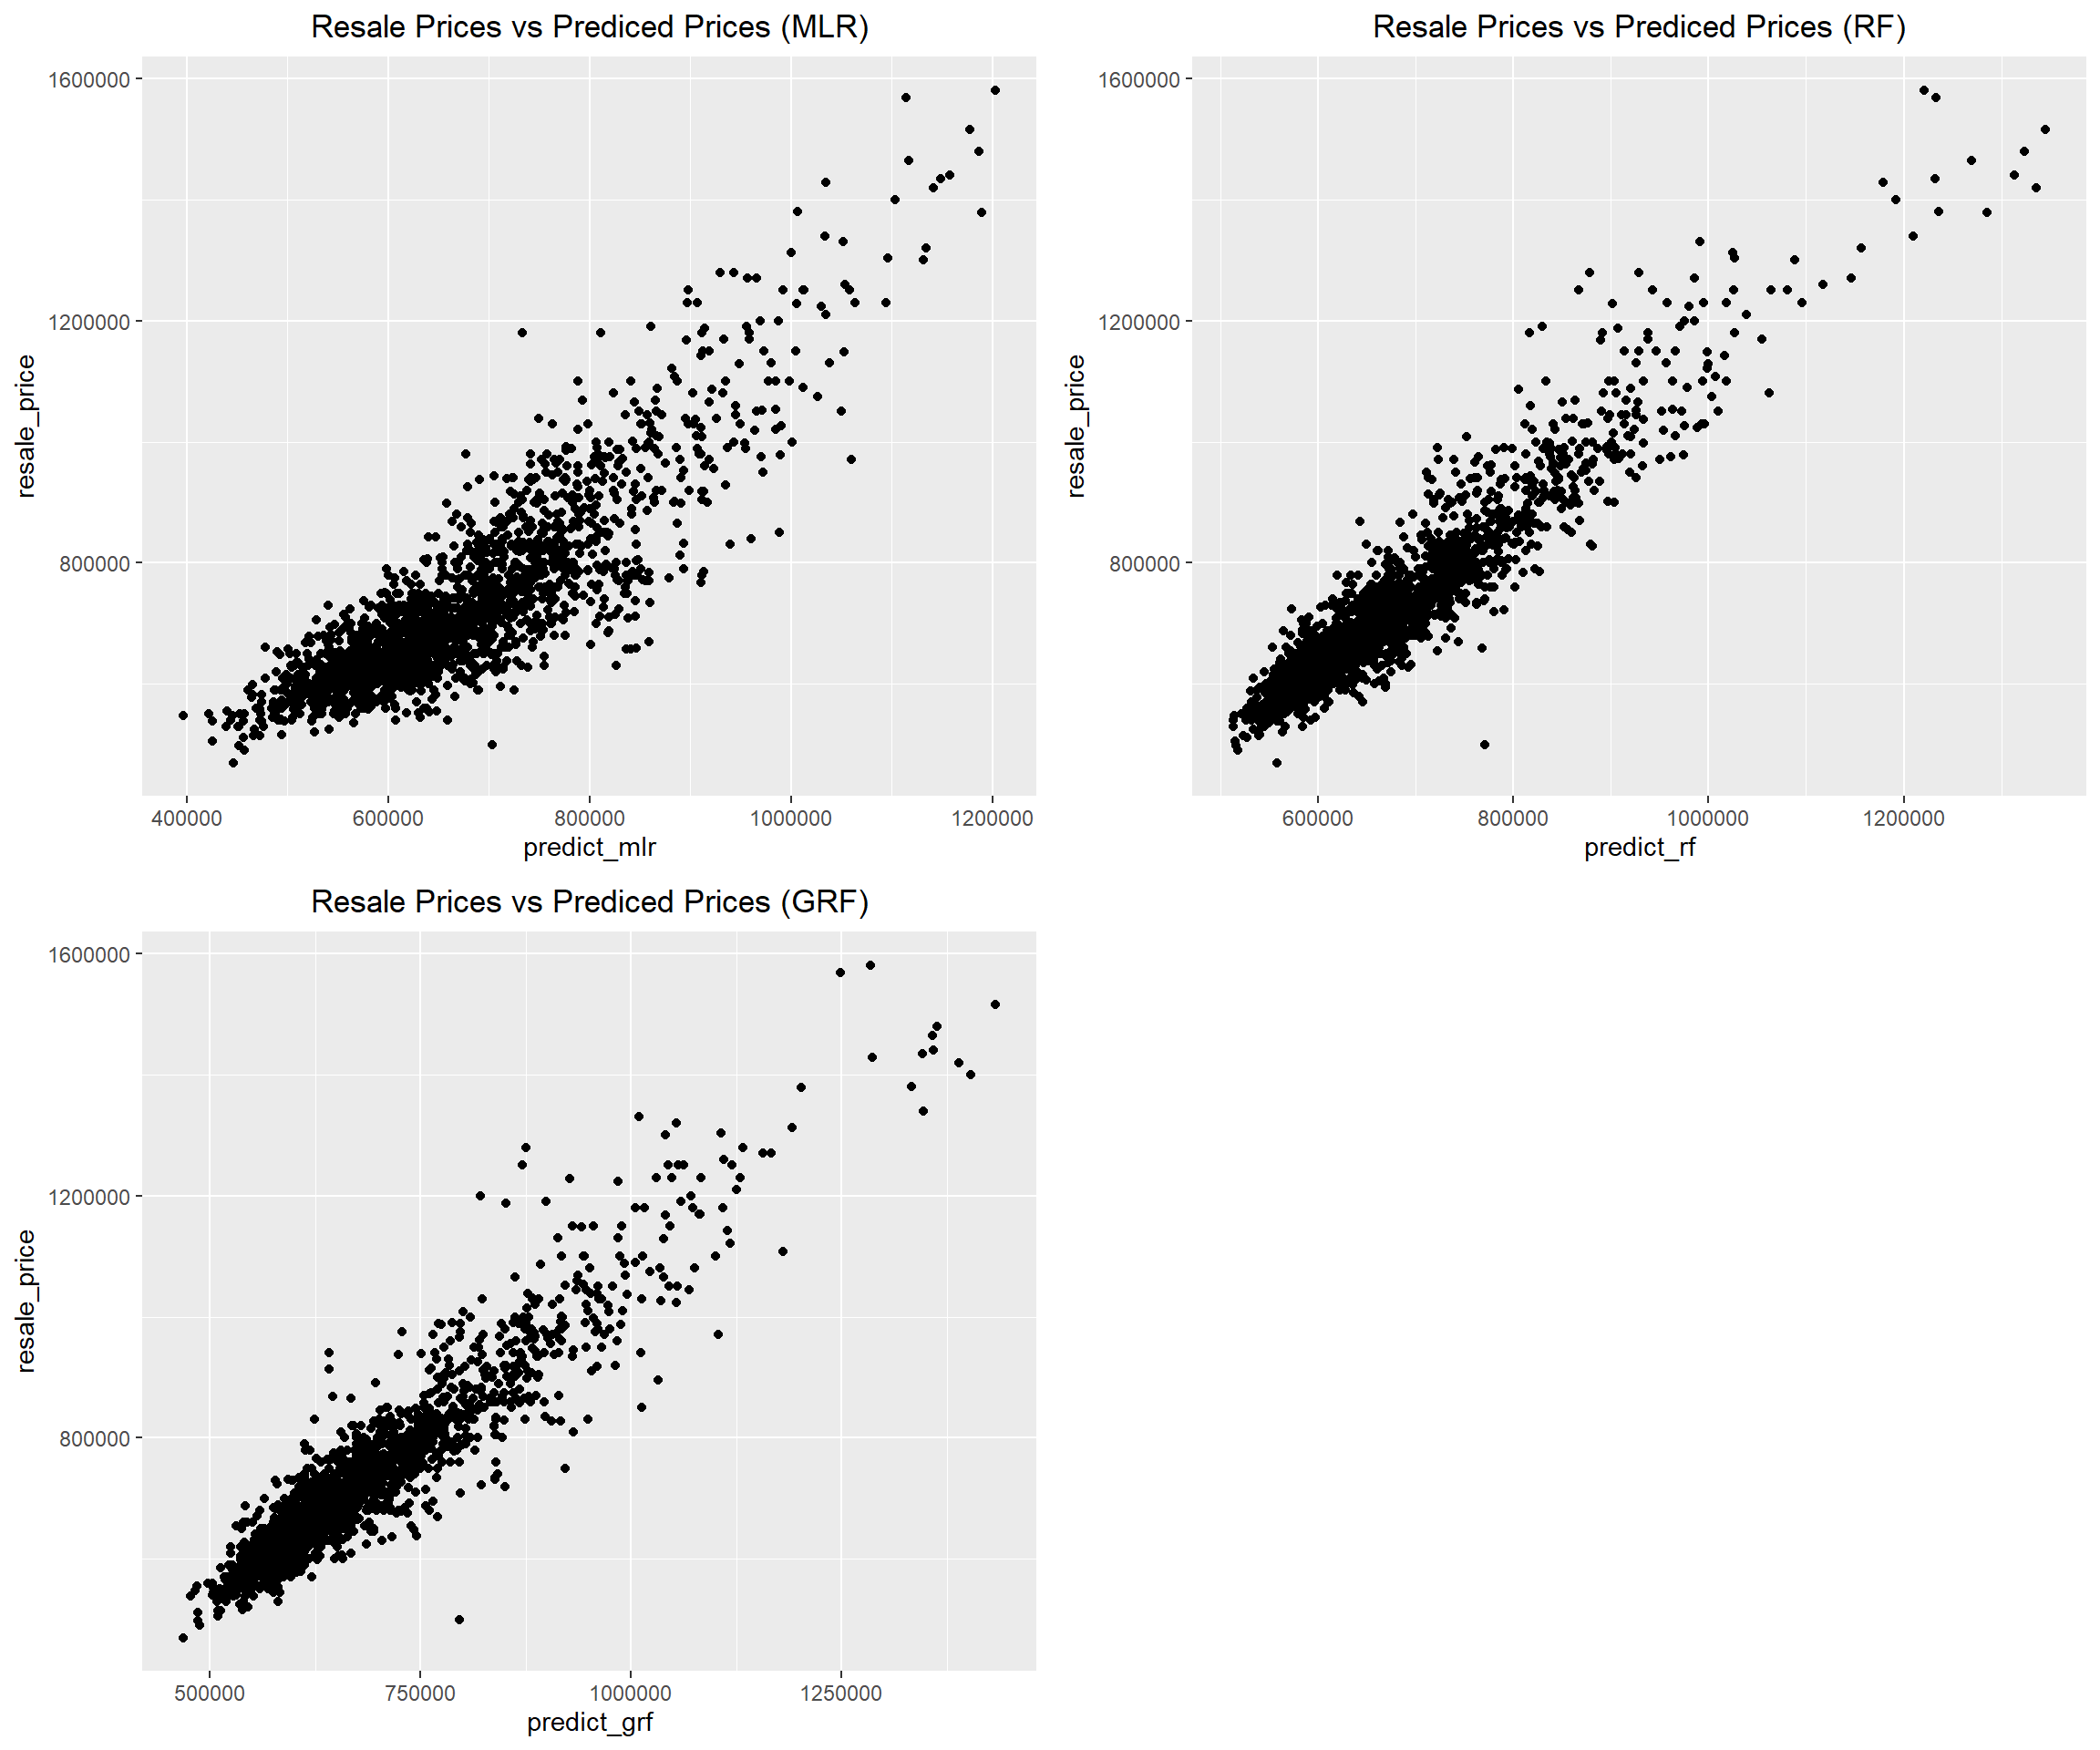 Resale Prices vs Prediced Prices (MLR)
1600000
1200000
800000
resale_price
400000 600000 800000 1000000 1200000
predict_mlr
Resale Prices vs Prediced Prices (RF)
1600000
1200000
800000
resale_price
600000 800000 1000000 1200000
predict_rf
Resale Prices vs Prediced Prices (GRF)
1600000
1200000
800000
resale_price
500000 750000 1000000 1250000
predict_grf